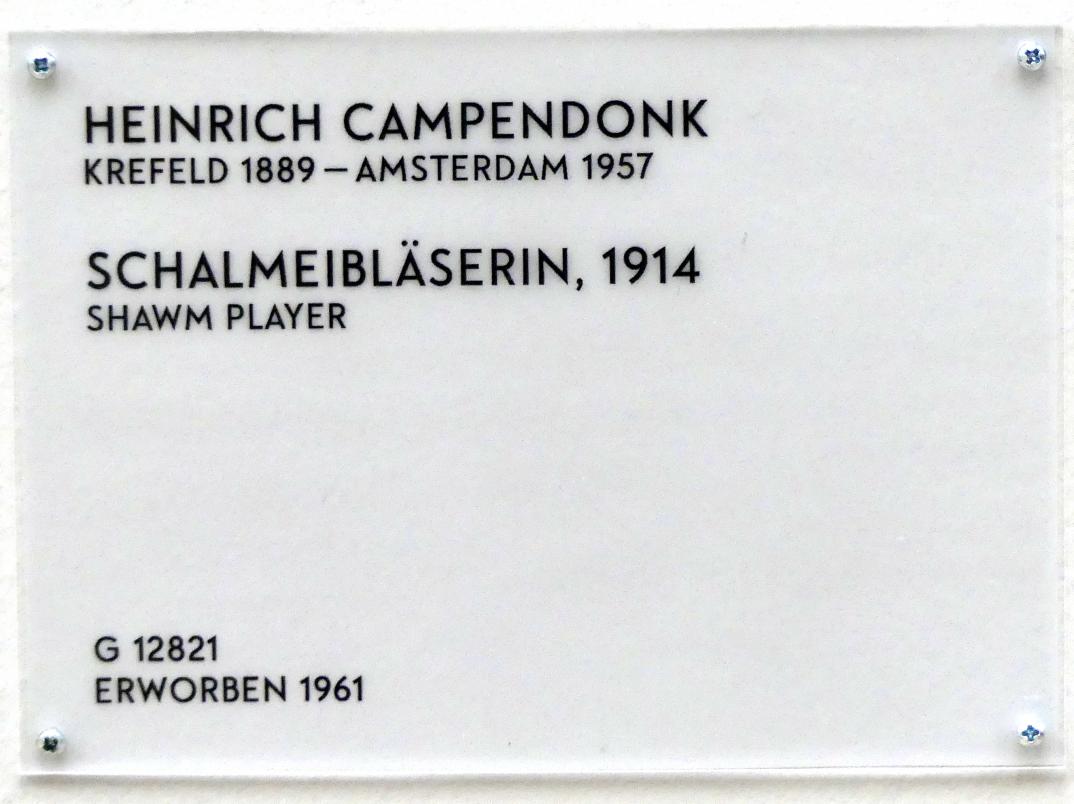 HEINRICH CAMPENDONK
KREFELD 1889 – AMSTERDAM 1957
SCHALMEIBLÄSERIN, 1914
SHAWM PLAYER
G 12821
ERWORBEN 1961